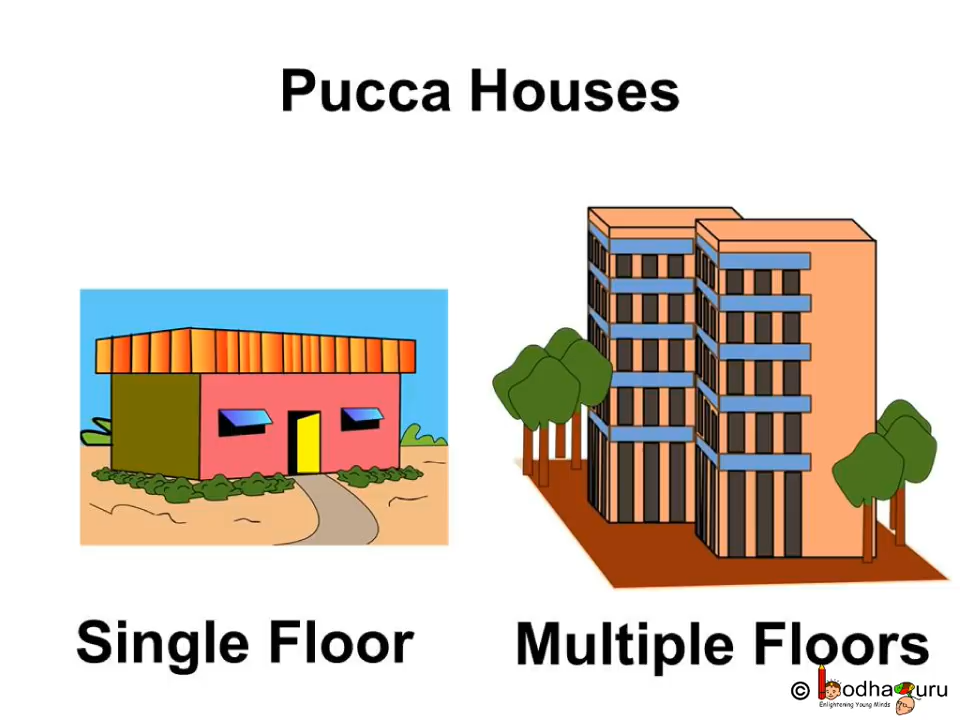 Pucca Houses
Single Floor
Multiple Floors
© bodhaguru
Enlightening Young Minds